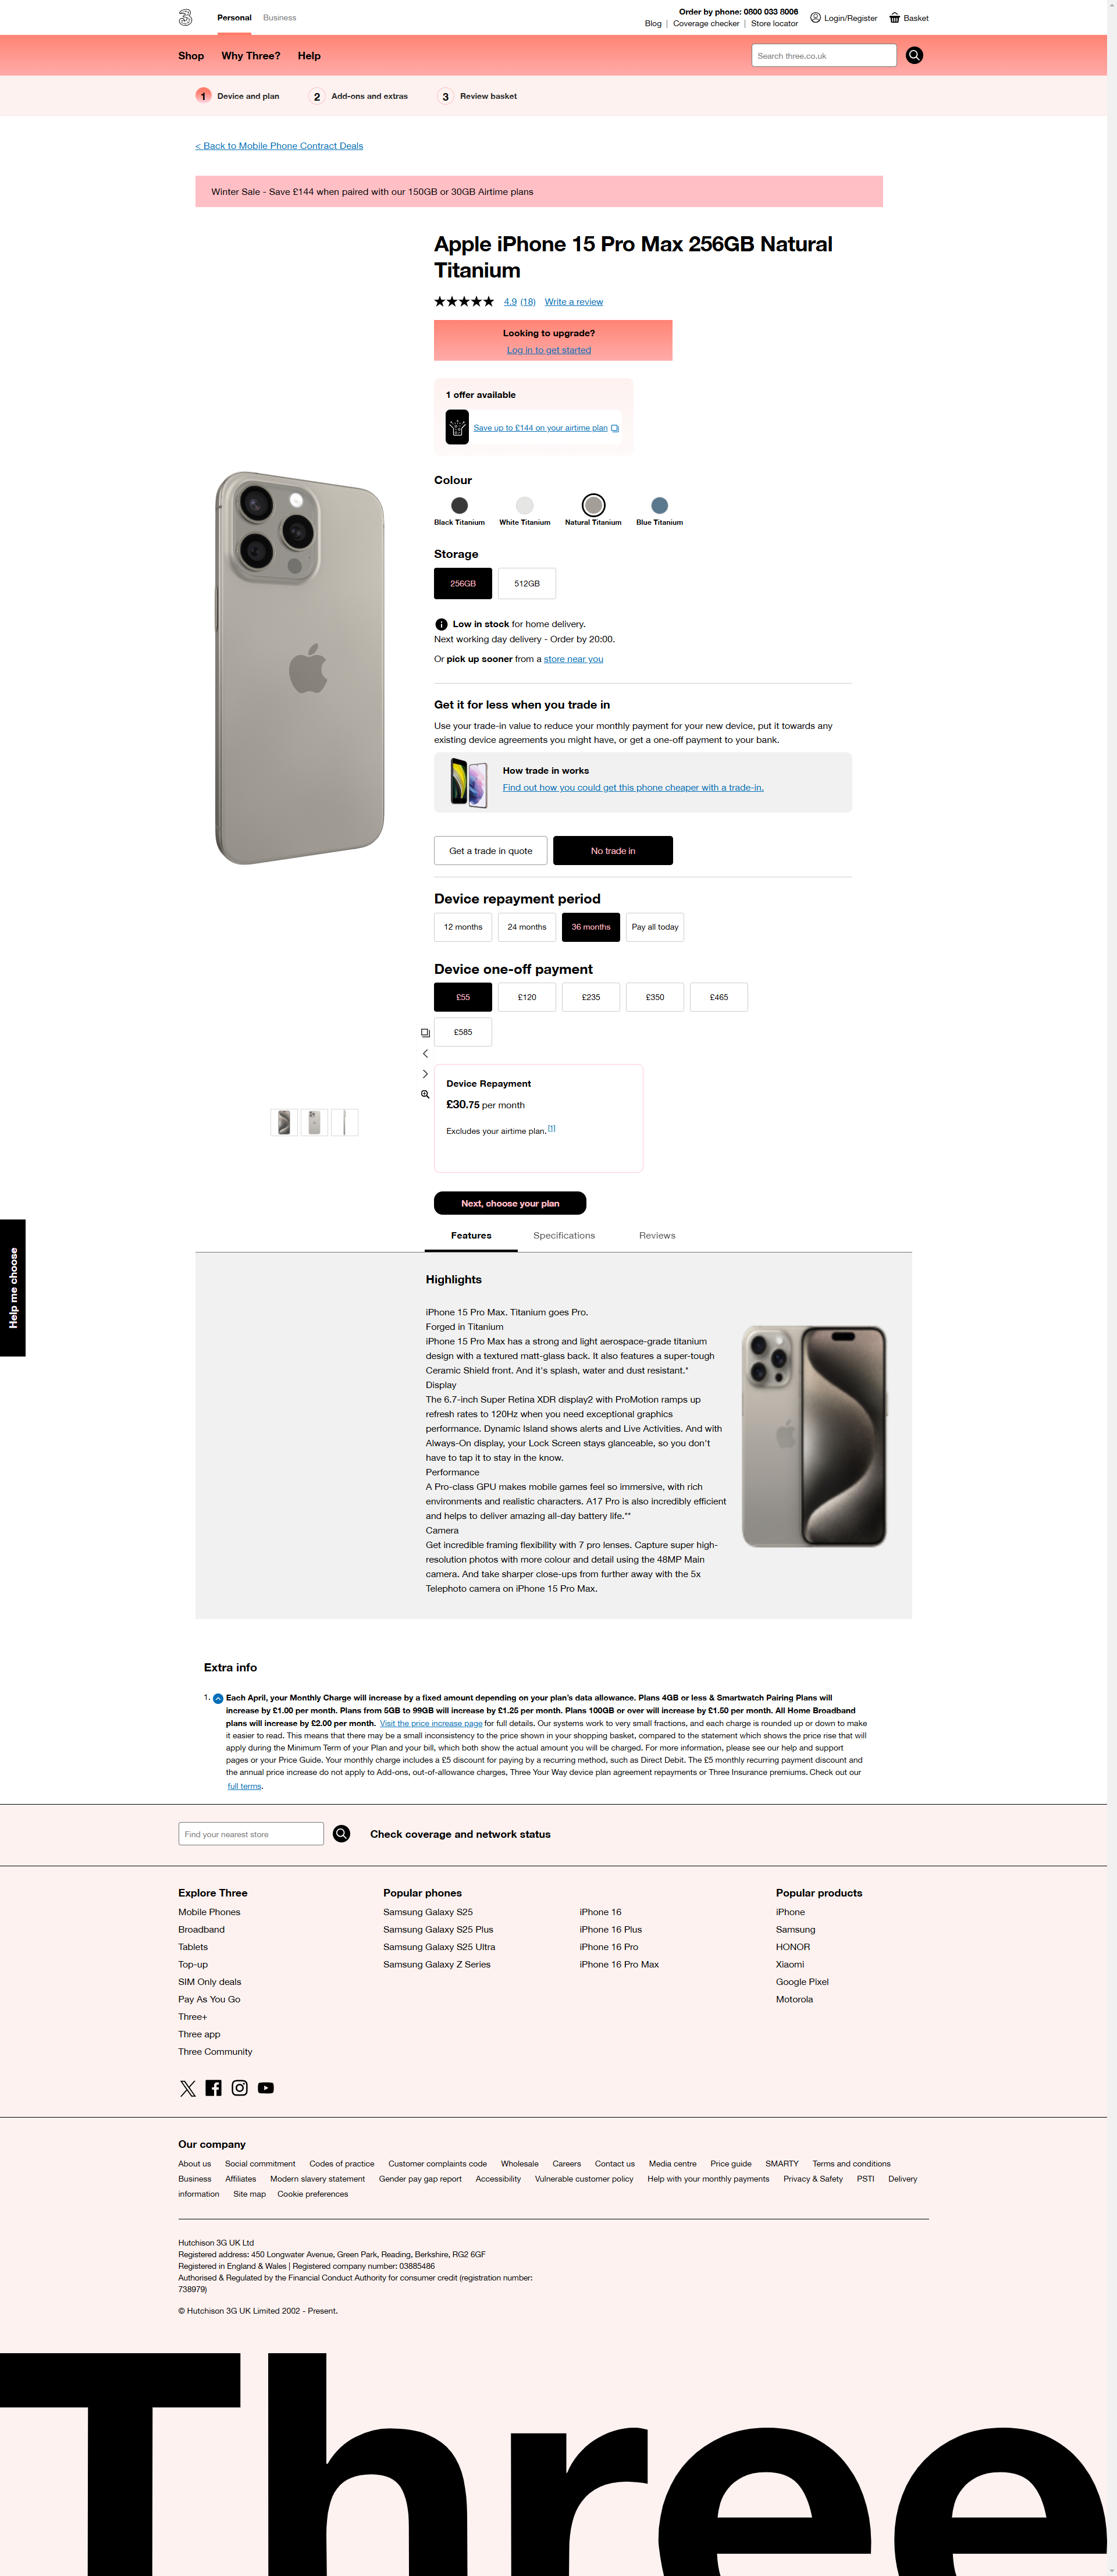 3
Personal
Business
Order by phone: 0800 033 8006
Blog | Coverage checker | Store locator
Login/Register
Basket
Shop
Why Three?
Help
Search three.co.uk
1 Device and plan
2 Add-ons and extras
3 Review basket
< Back to Mobile Phone Contract Deals
Winter Sale - Save £144 when paired with our 150GB or 30GB Airtime plans
Apple iPhone 15 Pro Max 256GB Natural
Titanium
4.9 (18) Write a review
Looking to upgrade?
Log in to get started
1 offer available
Save up to £144 on your airtime plan
Colour
Black Titanium
White Titanium
Natural Titanium
Blue Titanium
Storage
256GB
512GB
Low in stock for home delivery.
Next working day delivery - Order by 20:00.
Or pick up sooner from a store near you
Get it for less when you trade in
Use your trade-in value to reduce your monthly payment for your new device, put it towards any
existing device agreements you might have, or get a one-off payment to your bank.
How trade in works
Find out how you could get this phone cheaper with a trade-in.
Get a trade in quote
No trade in
Device repayment period
12 months
24 months
36 months
Pay all today
Device one-off payment
£55
£120
£235
£350
£465
£585
Device Repayment
£30.75 per month
Excludes your airtime plan. [1]
Next, choose your plan
Help me choose
Features
Specifications
Reviews
Highlights
iPhone 15 Pro Max. Titanium goes Pro.
Forged in Titanium
iPhone 15 Pro Max has a strong and light aerospace-grade titanium
design with a textured matt-glass back. It also features a super-tough
Ceramic Shield front. And it's splash, water and dust resistant.*
Display
The 6.7-inch Super Retina XDR display2 with ProMotion ramps up
refresh rates to 120Hz when you need exceptional graphics
performance. Dynamic Island shows alerts and Live Activities. And with
Always-On display, your Lock Screen stays glanceable, so you don't
have to tap it to stay in the know.
Performance
A Pro-class GPU makes mobile games feel so immersive, with rich
environments and realistic characters. A17 Pro is also incredibly efficient
and helps to deliver amazing all-day battery life.**
Camera
Get incredible framing flexibility with 7 pro lenses. Capture super high-
resolution photos with more colour and detail using the 48MP Main
camera. And take sharper close-ups from further away with the 5x
Telephoto camera on iPhone 15 Pro Max.
Extra info
1. Each April, your Monthly Charge will increase by a fixed amount depending on your plan's data allowance. Plans 4GB or less & Smartwatch Pairing Plans will
increase by £1.00 per month. Plans from 5GB to 99GB will increase by £1.25 per month. Plans 100GB or over will increase by £1.50 per month. All Home Broadband
plans will increase by £2.00 per month. Visit the price increase page for full details. Our systems work to very small fractions, and each charge is rounded up or down to make
it easier to read. This means that there may be a small inconsistency to the price shown in your shopping basket, compared to the statement which shows the price rise that will
apply during the Minimum Term of your Plan and your bill, which both show the actual amount you will be charged. For more information, please see our help and support
pages or your Price Guide. Your monthly charge includes a £5 discount for paying by a recurring method, such as Direct Debit. The £5 monthly recurring payment discount and
the annual price increase do not apply to Add-ons, out-of-allowance charges, Three Your Way device plan agreement repayments or Three Insurance premiums. Check out our
full terms.
Find your nearest store
Check coverage and network status
Explore Three
Mobile Phones
Broadband
Tablets
Top-up
SIM Only deals
Pay As You Go
Three+
Three app
Three Community
Popular phones
Samsung Galaxy S25
Samsung Galaxy S25 Plus
Samsung Galaxy S25 Ultra
Samsung Galaxy Z Series
iPhone 16
iPhone 16 Plus
iPhone 16 Pro
iPhone 16 Pro Max
Popular products
iPhone
Samsung
HONOR
Xiaomi
Google Pixel
Motorola
Our company
About us Social commitment Codes of practice Customer complaints code Wholesale Careers Contact us Media centre Price guide SMARTY Terms and conditions
Business Affiliates Modern slavery statement Gender pay gap report Accessibility Vulnerable customer policy Help with your monthly payments Privacy & Safety PSTI Delivery
information Site map Cookie preferences
Hutchison 3G UK Ltd
Registered address: 450 Longwater Avenue, Green Park, Reading, Berkshire, RG2 6GF
Registered in England & Wales | Registered company number: 03885486
Authorised & Regulated by the Financial Conduct Authority for consumer credit (registration number:
738979)
© Hutchison 3G UK Limited 2002 - Present.
Three